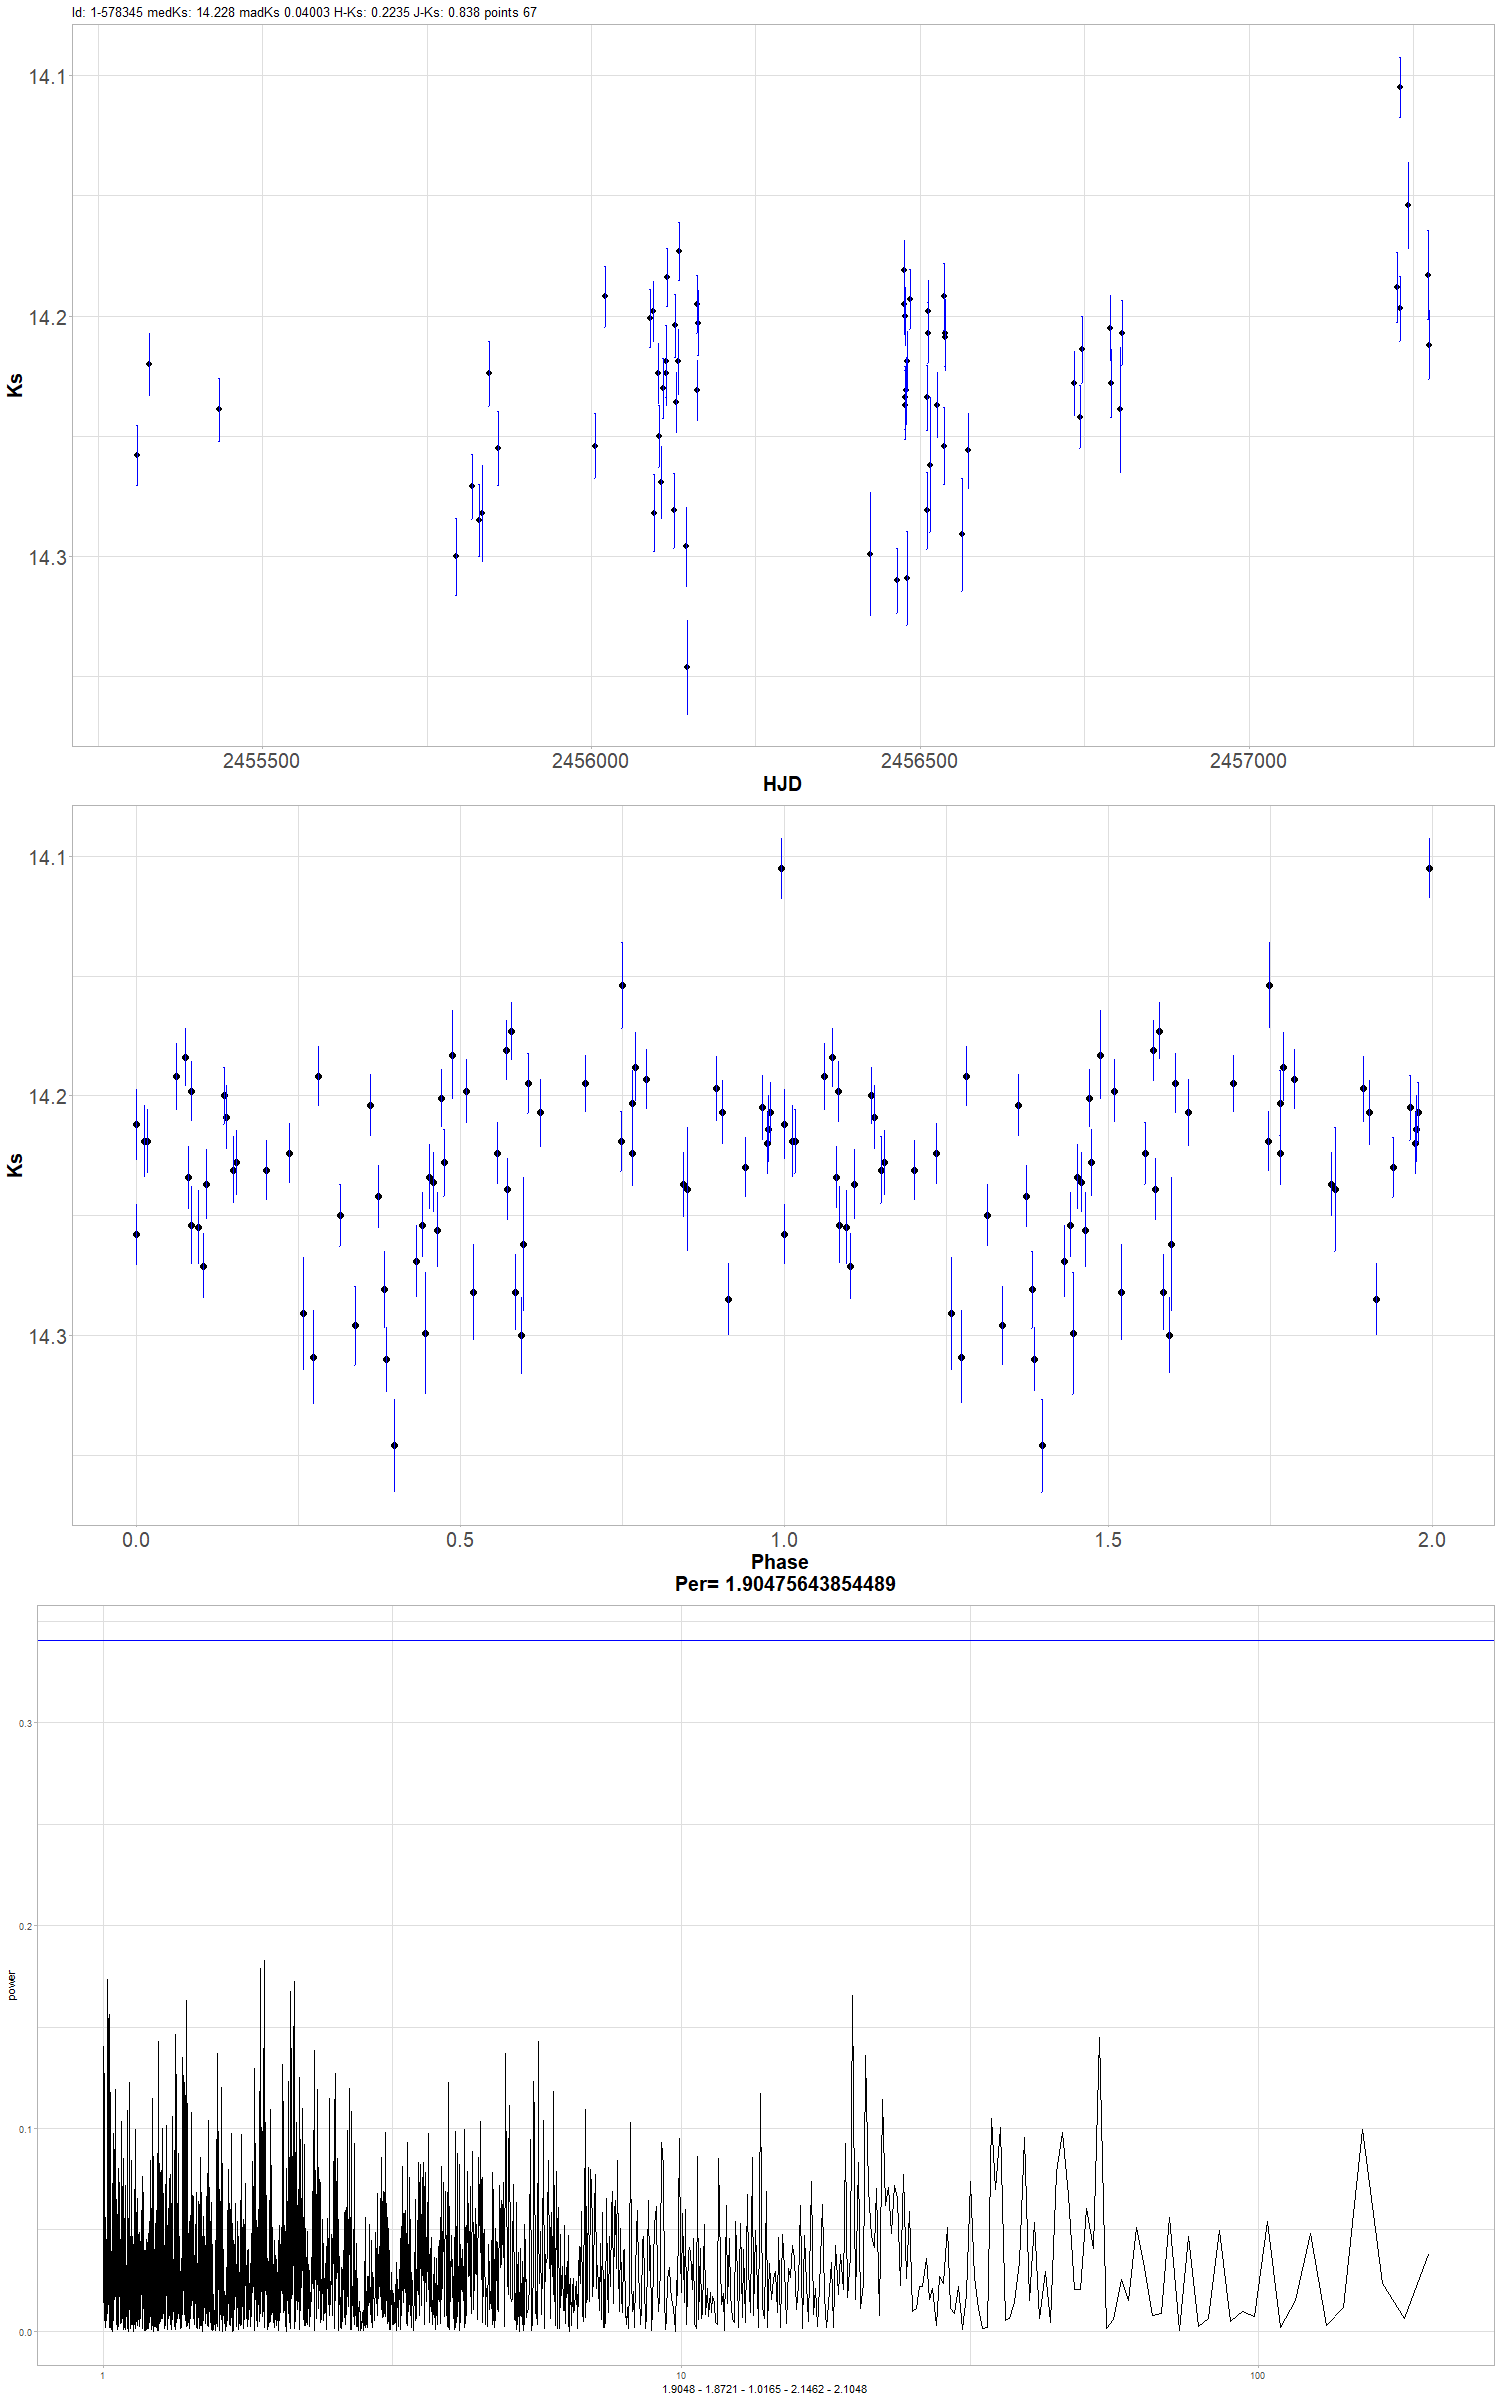 Id: 1-578345 medKs: 14.228 madKs 0.04003 H-Ks: 0.2235 J-Ks: 0.838 points 67
14.1
14.2
14.3
Ks
2455500 2456000 2456500 2457000
HJD
14.1
14.2
14.3
Ks
0.0 0.5 1.0 1.5 2.0
Phase
Per= 1.90475643854489
0.3
0.2
0.1
0.0
power
1 10 100
1.9048 - 1.8721 - 1.0165 - 2.1462 - 2.1048